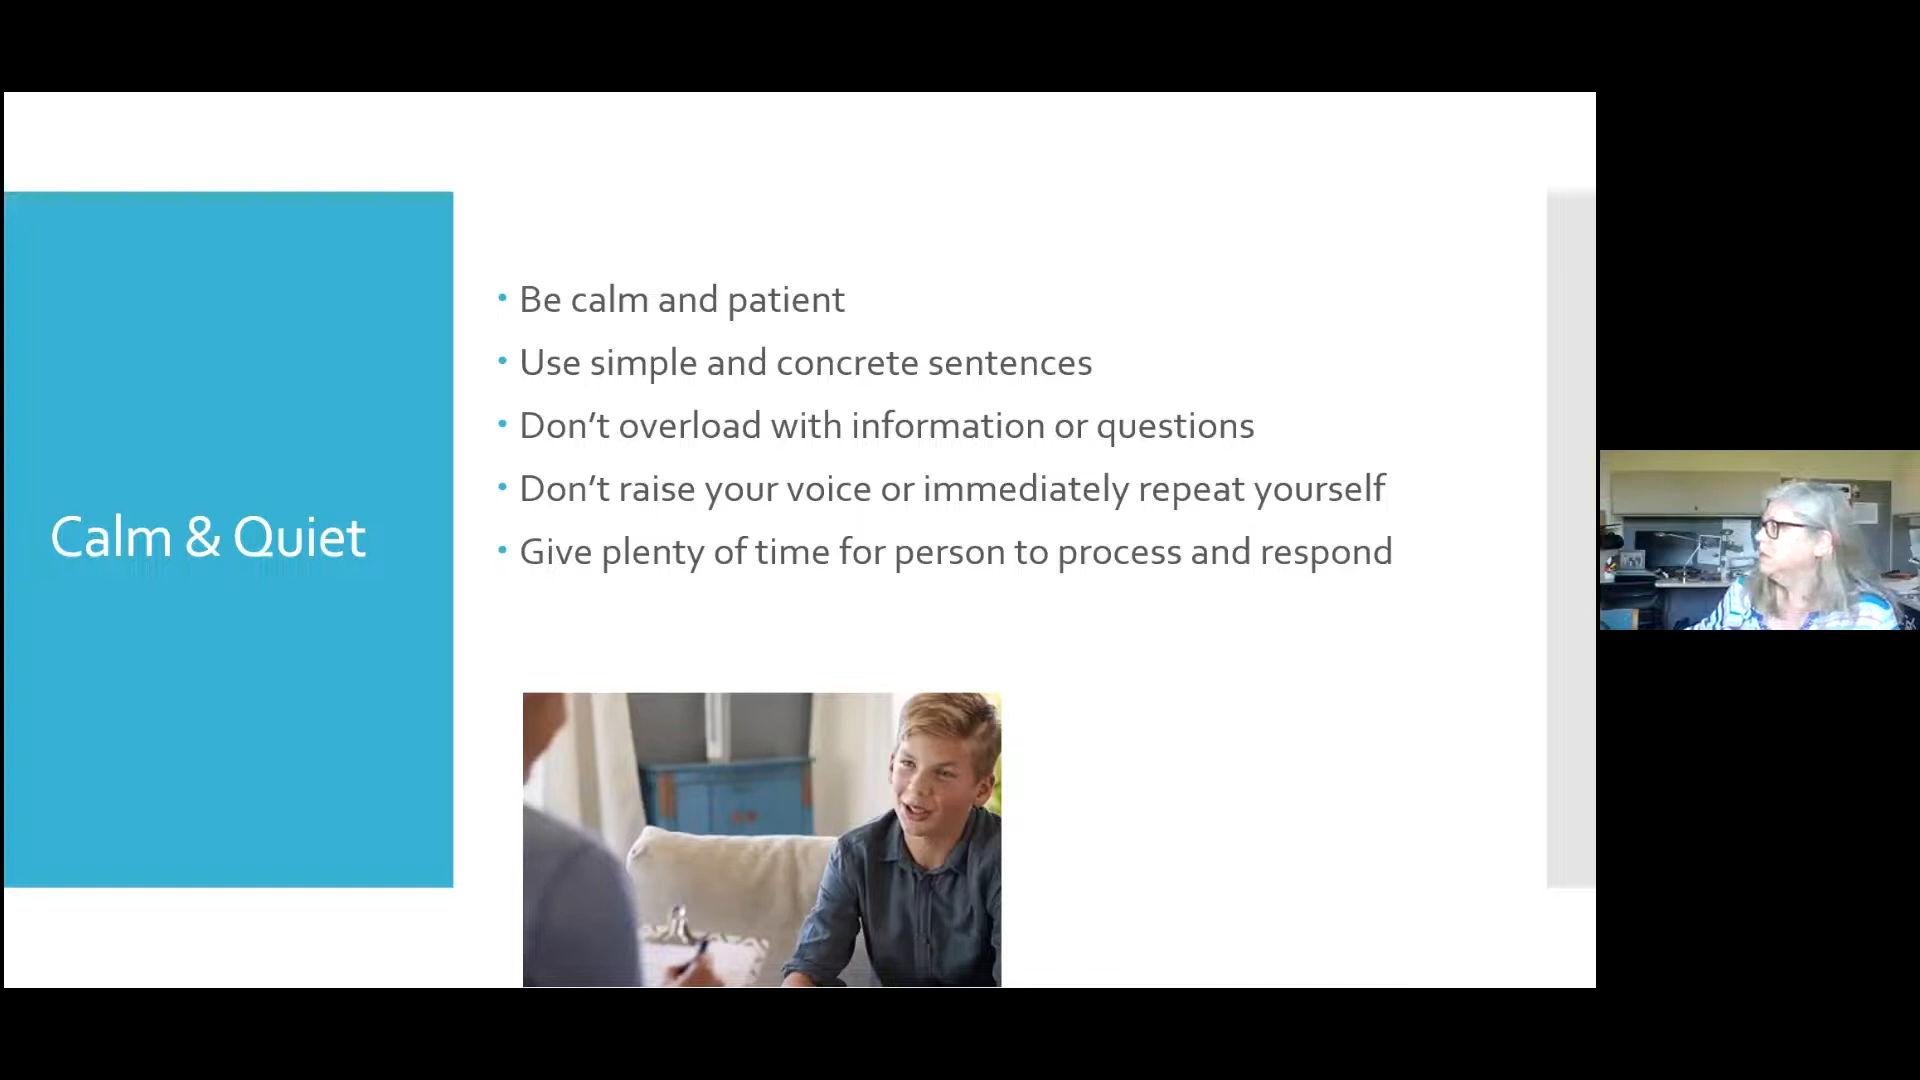 Calm & Quiet
• Be calm and patient
• Use simple and concrete sentences
• Don’t overload with information or questions
• Don’t raise your voice or immediately repeat yourself
• Give plenty of time for person to process and respond